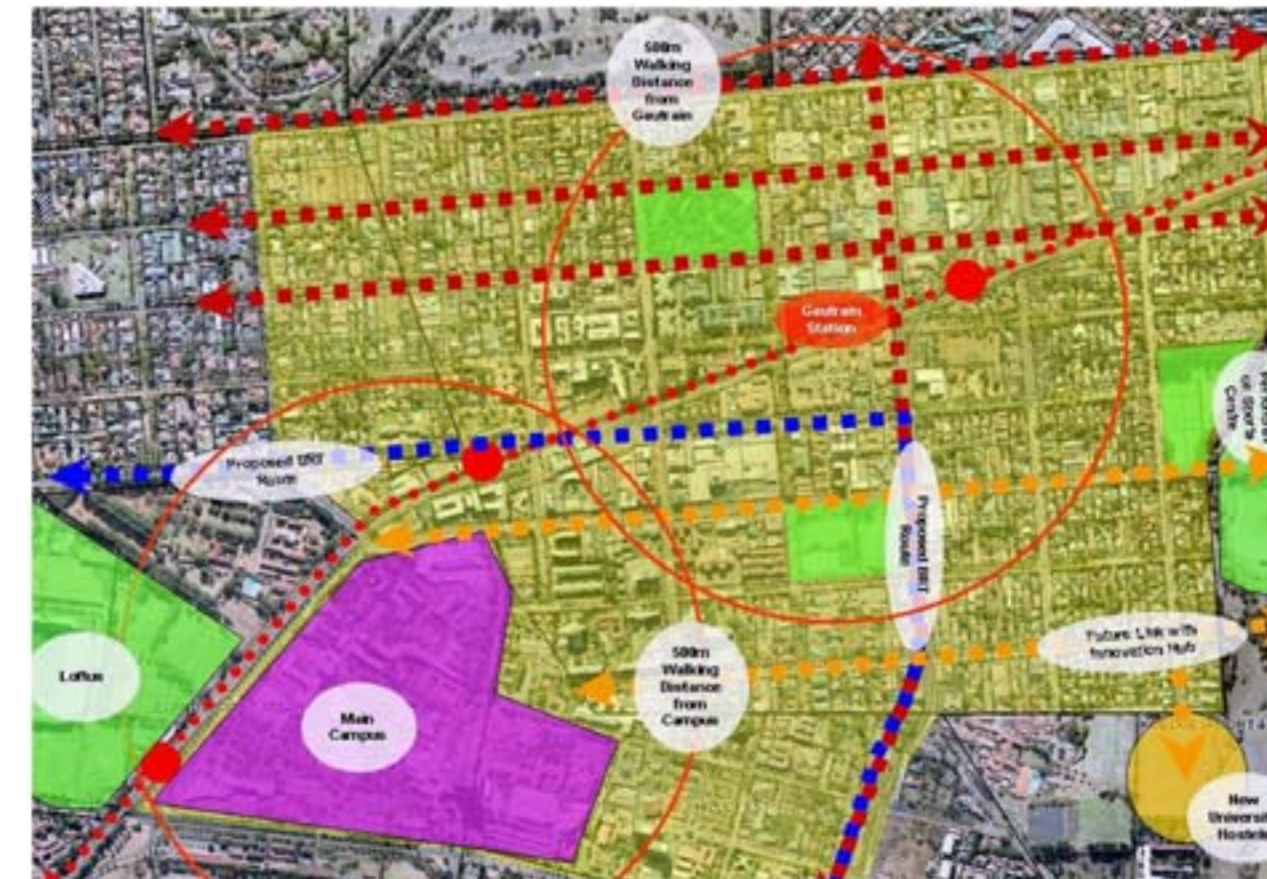 500m
Walking
Distance
from
Gautrain
Gautrain
Station
Proposed BRT
Route
Proposed BRT
Route
Future Link with
Innovation Hub
500m
Walking
Distance
from
Campus
Loftus
Main
Campus
New
Hostels